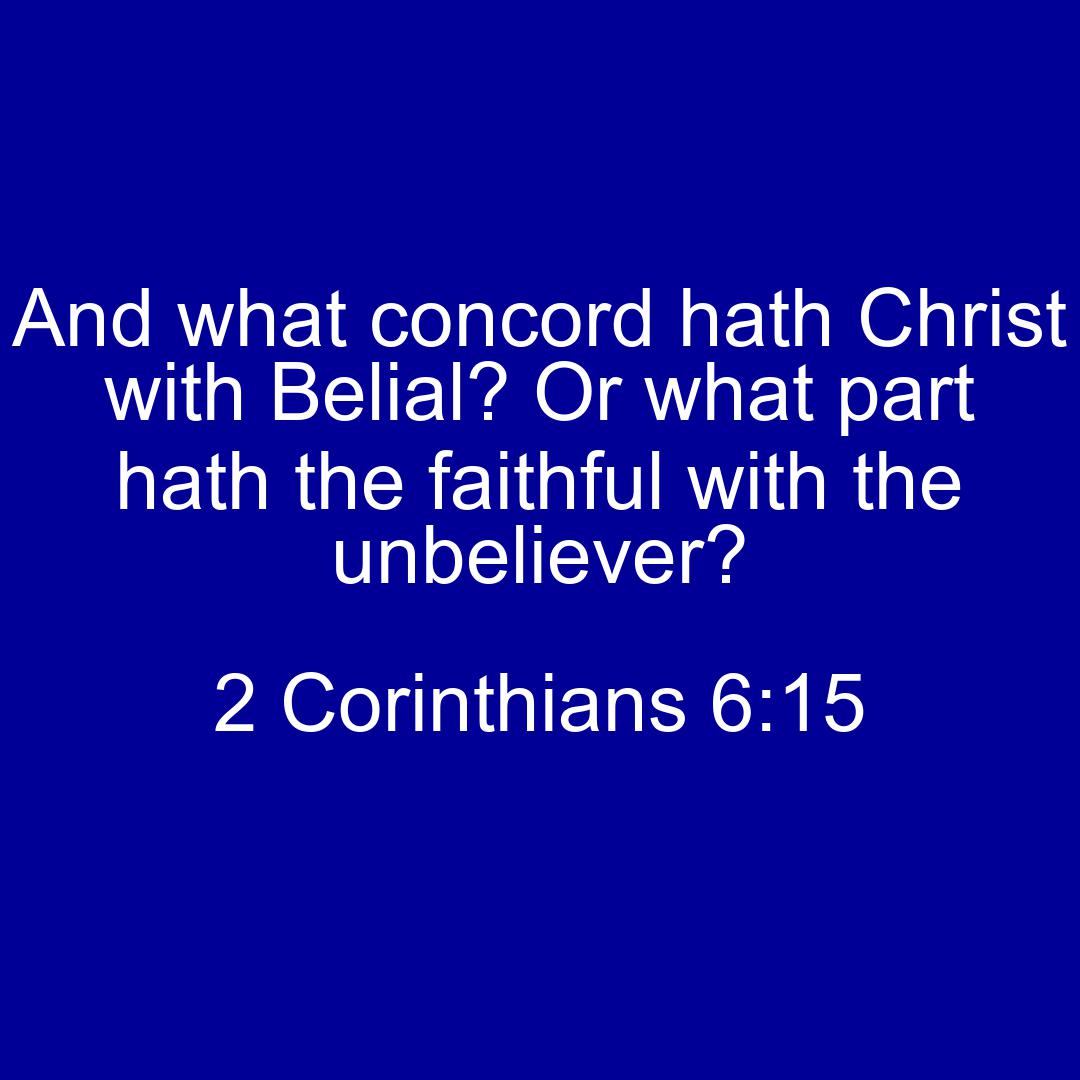 And what concord hath Christ
with Belial? Or what part
hath the faithful with the
unbeliever?
2 Corinthians 6:15